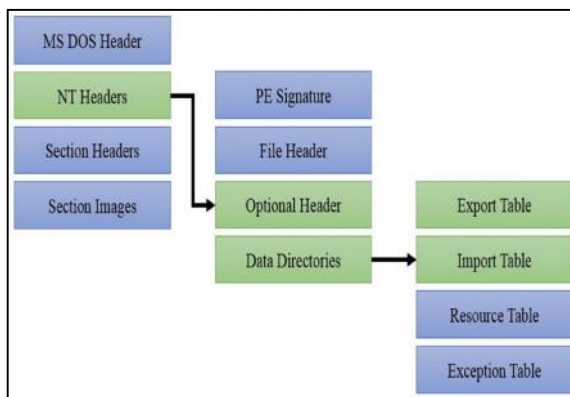 MS DOS Header
NT Headers
Section Headers
Section Images
PE Signature
File Header
Optional Header
Data Directories
Export Table
Import Table
Resource Table
Exception Table